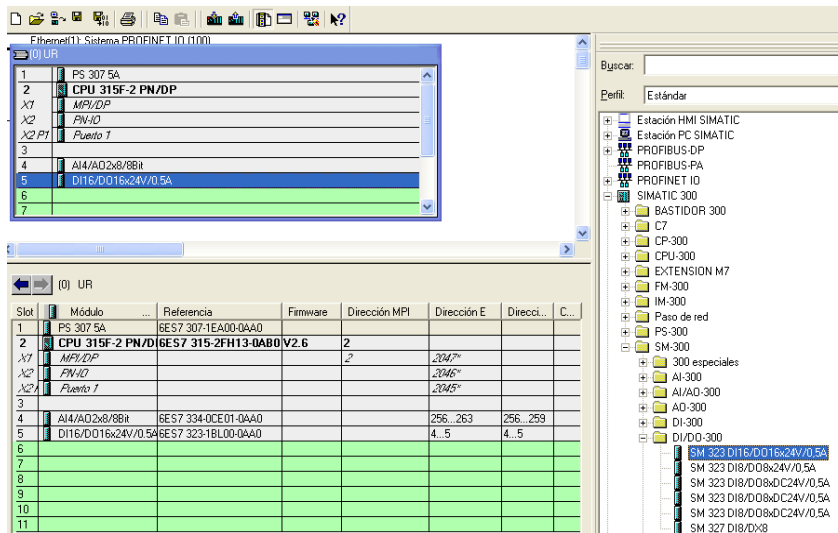 Ethernet(1): Sistema PROFINET IO (100)
(0) UR
1 PS 307 5A
2 CPU 315F-2 PN/DP
X1 MPI/DP
X2 PN-IO
X2 P1 Puerto 1
3
4 AI4/AO2x8/8Bit
5 DI16/DO16x24V/0.5A
6
7
(0) UR
Slot Módulo ... Referencia Firmware Dirección MPI Dirección E Direcci... C...
1 PS 307 5A 6ES7 307-1EA00-0AA0
2 CPU 315F-2 PN/D 6ES7 315-2FH13-0AB0 V2.6 2
X1 MPI/DP 2 2047*
X2 PN-IO 2046*
X2 Puerto 1 2045*
3
4 AI4/AO2x8/8Bit 6ES7 334-0CE01-0AA0 256...263 256...259
5 DI16/DO16x24V/0.5A 6ES7 323-1BL00-0AA0 4...5 4...5
6
7
8
9
10
11
Buscar:
Perfil: Estándar
Estación HMI SIMATIC
Estación PC SIMATIC
PROFIBUS-DP
PROFIBUS-PA
PROFINET IO
SIMATIC 300
BASTIDOR 300
C7
CP-300
CPU-300
EXTENSION M7
FM-300
IM-300
Paso de red
PS-300
SM-300
300 especiales
AI-300
AI/AO-300
AO-300
DI-300
DI/DO-300
SM 323 DI16/DO16x24V/0,5A
SM 323 DI8/DO8x24V/0,5A
SM 323 DI8/DO8xDC24V/0,5A
SM 323 DI8/DO8xDC24V/0,5A
SM 323 DI8/DO8xDC24V/0,5A
SM 327 DI8/DX8